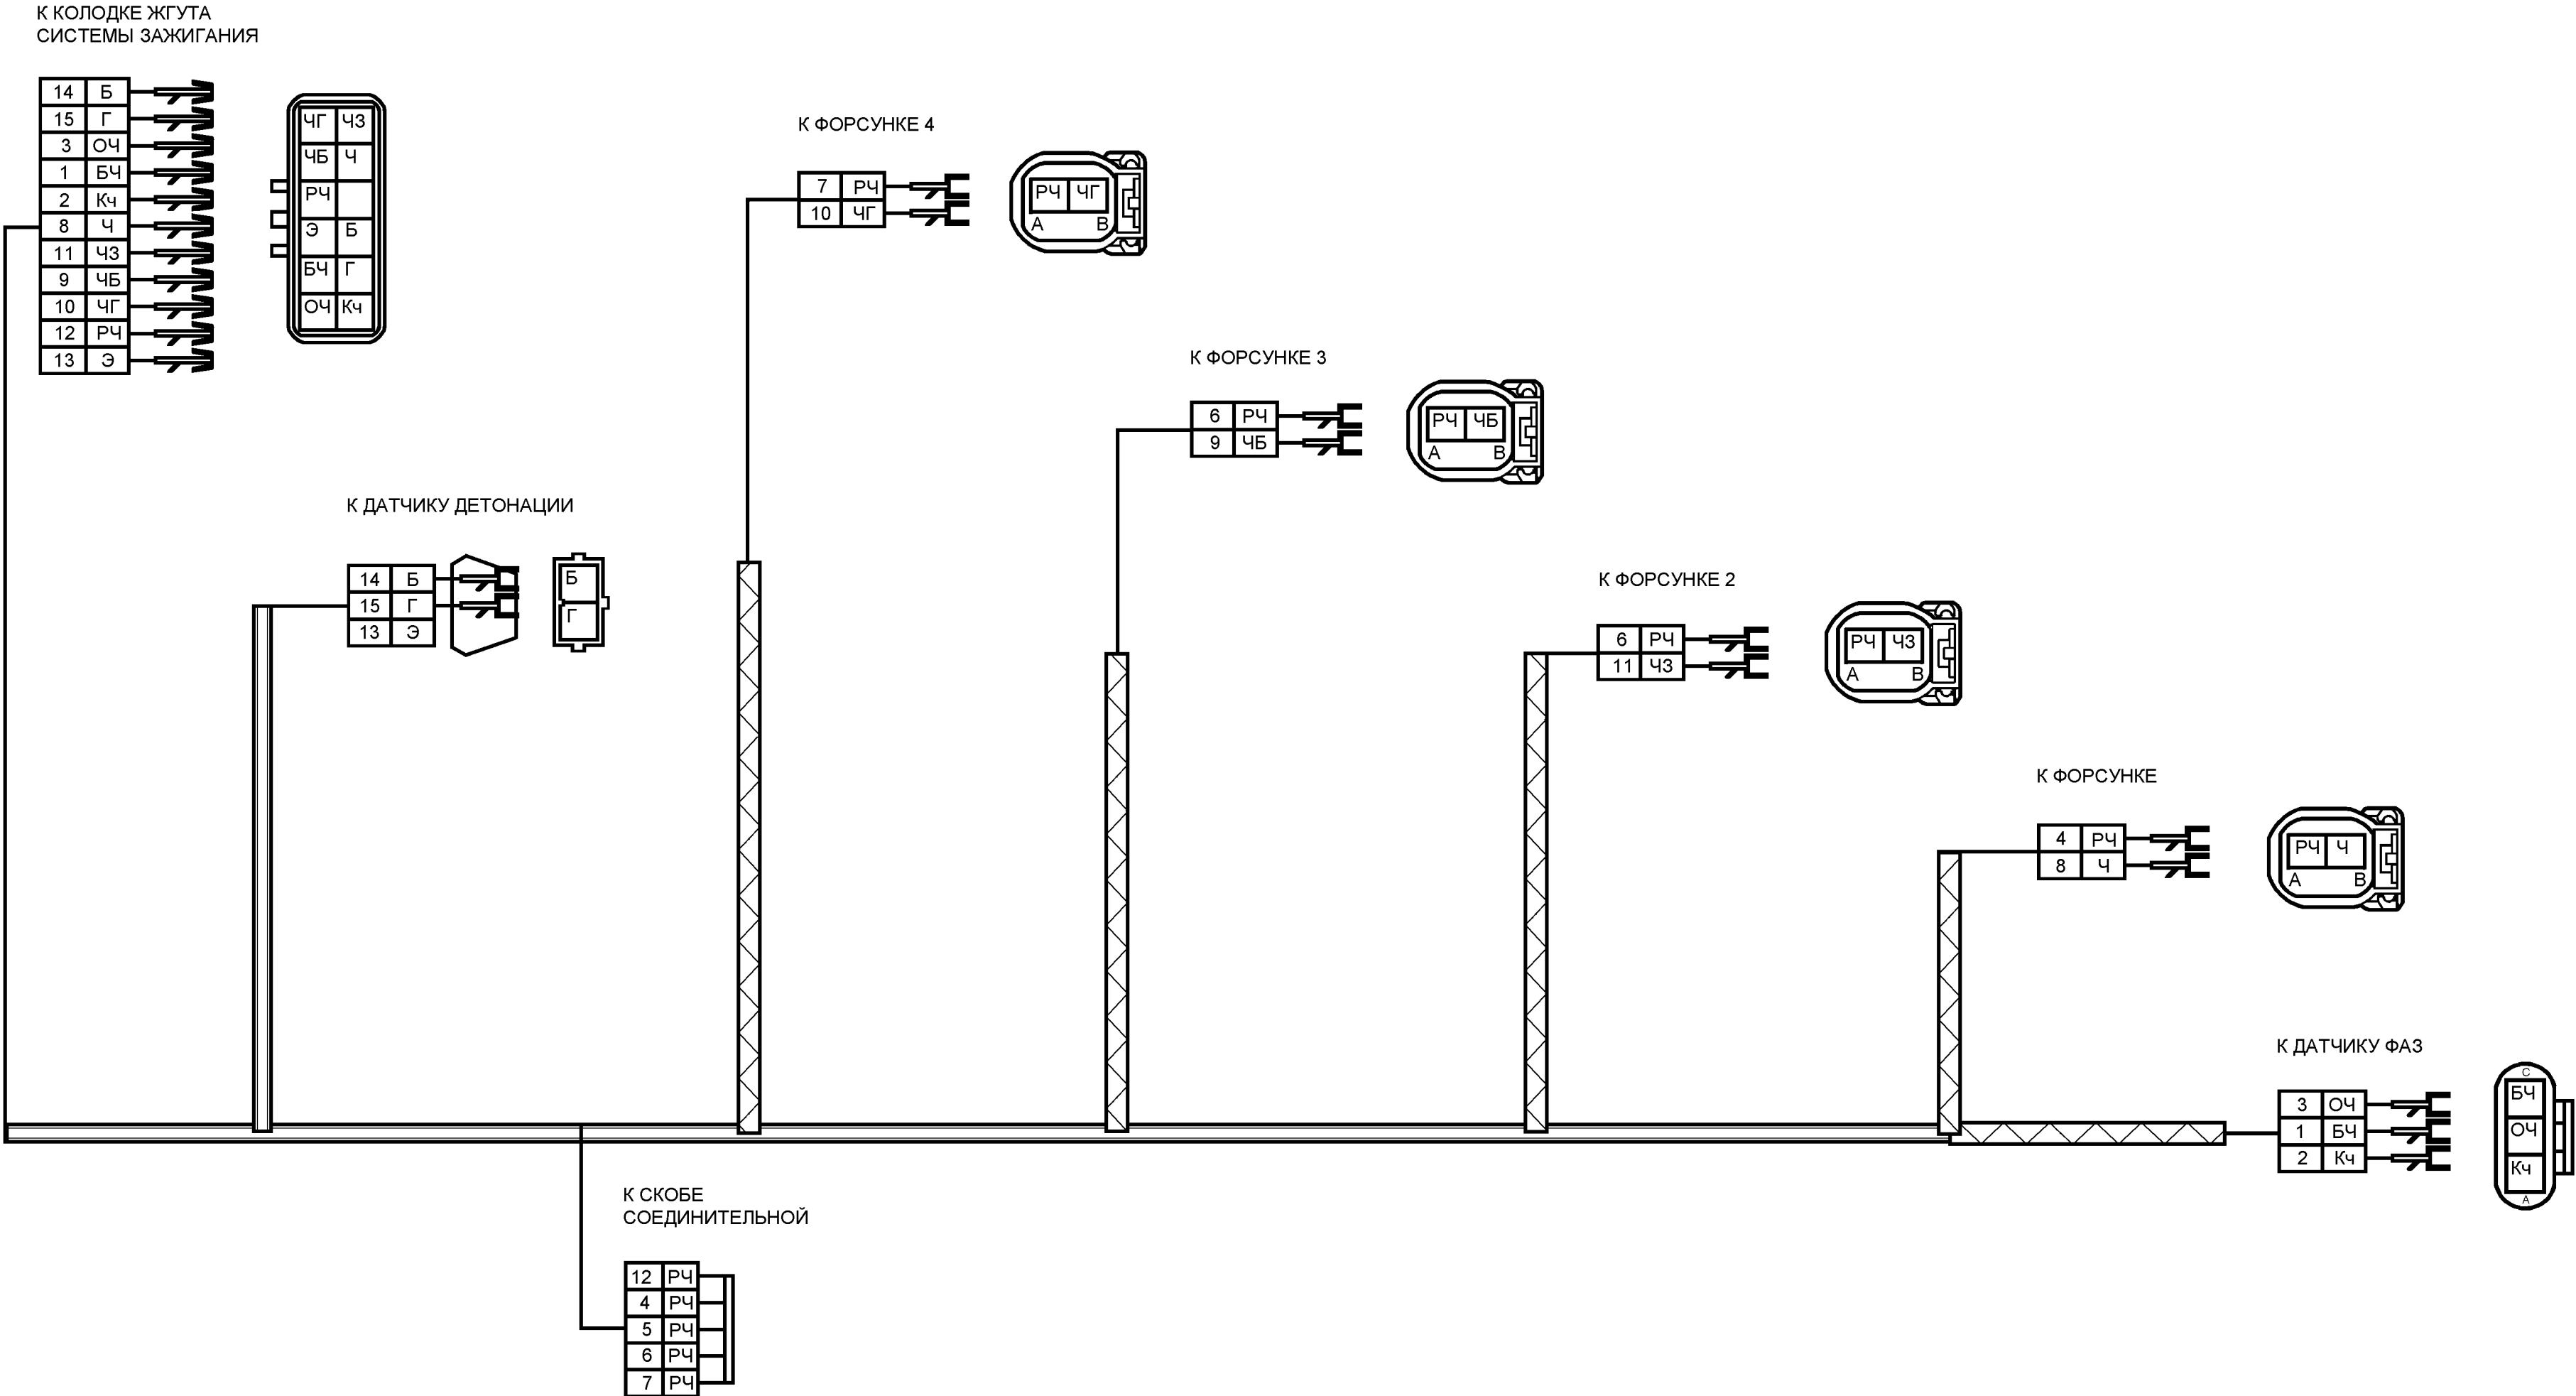 К КОЛОДКЕ ЖГУТА
СИСТЕМЫ ЗАЖИГАНИЯ
14 Б
15 Г
3 ОЧ
1 БЧ
2 Кч
8 Ч
11 ЧЗ
9 ЧБ
10 ЧГ
12 РЧ
13 Э
ЧГ ЧЗ
ЧБ Ч
РЧ
Э Б
БЧ Г
ОЧ Кч
К ФОРСУНКЕ 4
7 РЧ
10 ЧГ
РЧ ЧГ
А В
К ФОРСУНКЕ 3
6 РЧ
9 ЧБ
РЧ ЧБ
А В
К ДАТЧИКУ ДЕТОНАЦИИ
14 Б
15 Г
13 Э
Б
Г
К ФОРСУНКЕ 2
6 РЧ
11 ЧЗ
РЧ ЧЗ
А В
К ФОРСУНКЕ
4 РЧ
8 Ч
РЧ Ч
А В
К ДАТЧИКУ ФАЗ
3 ОЧ
1 БЧ
2 Кч
С
БЧ
ОЧ
Кч
А
К СКОБЕ
СОЕДИНИТЕЛЬНОЙ
12 РЧ
4 РЧ
5 РЧ
6 РЧ
7 РЧ